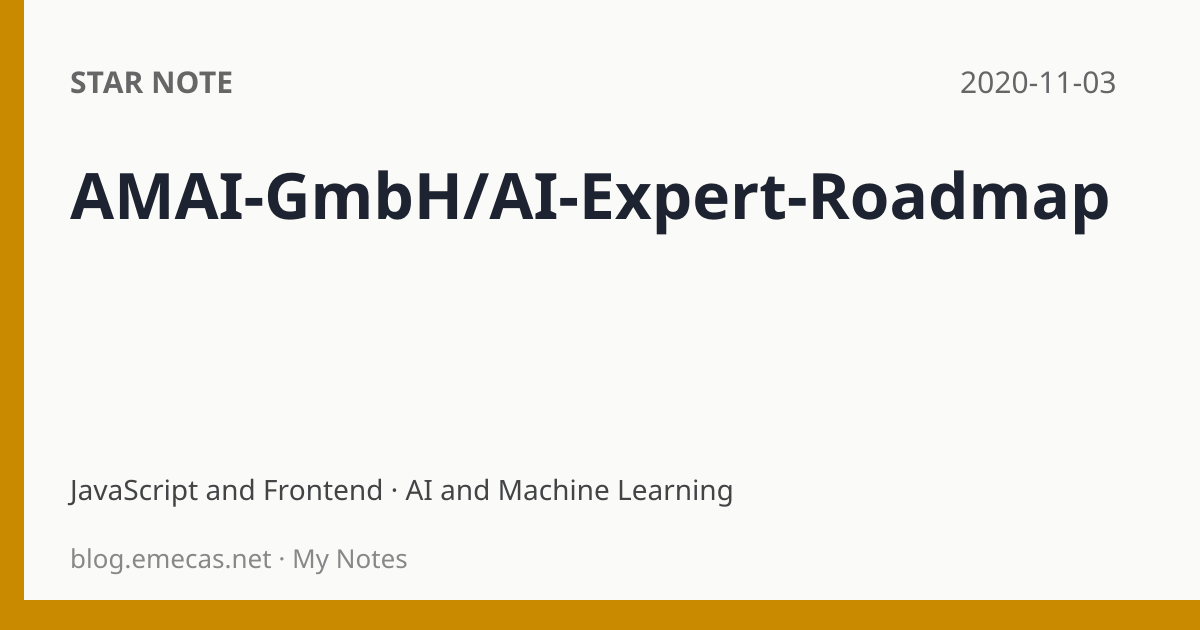 STAR NOTE
2020-11-03
AMAI-GmbH/AI-Expert-Roadmap
JavaScript and Frontend · AI and Machine Learning
blog.emecas.net · My Notes